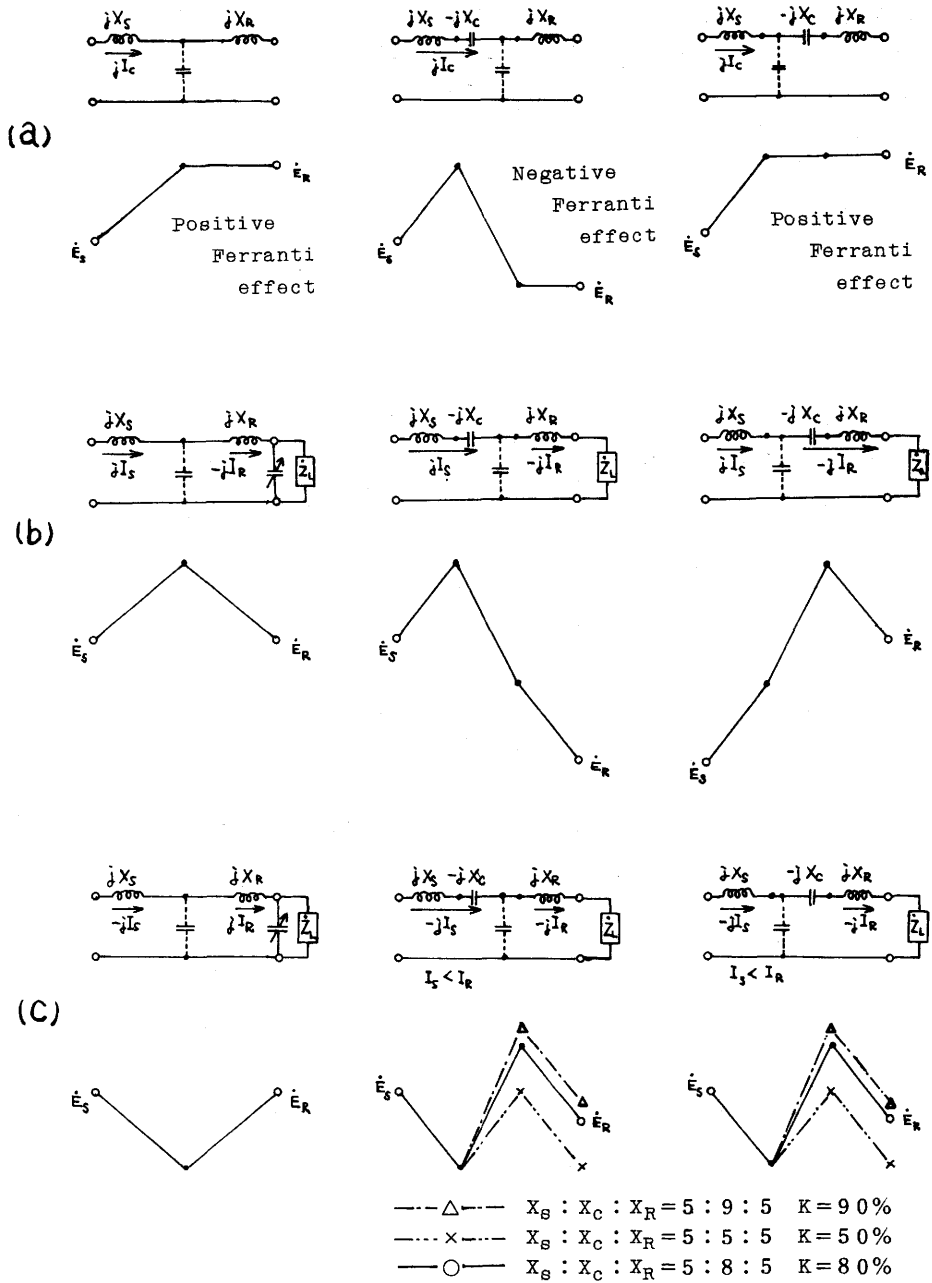 jXS jXR
jIC
jXS -jXC jXR
jIC
jXS -jXC jXR
jIC
(a)
ĖS ĖR
Positive
Ferranti
effect
ĖS ĖR
Negative
Ferranti
effect
ĖS ĖR
Positive
Ferranti
effect
jXS jXR
jIS -jIR ŻL
jXS -jXC jXR
jIS -jIR ŻL
jXS -jXC jXR
jIS -jIR
(b)
ĖS ĖR
ĖS ĖR
ĖS ĖR
jXS jXR
-jIS jIR ŻL
jXS -jXC jXR
-jIS -jIR ŻL
IS < IR
jXS -jXC jXR
-jIS -jIR ŻL
IS < IR
(C)
ĖS ĖR
ĖS ĖR
ĖS ĖR
Xs : Xc : XR = 5 : 9 : 5 K = 90%
Xs : Xc : XR = 5 : 5 : 5 K = 50%
Xs : Xc : XR = 5 : 8 : 5 K = 80%